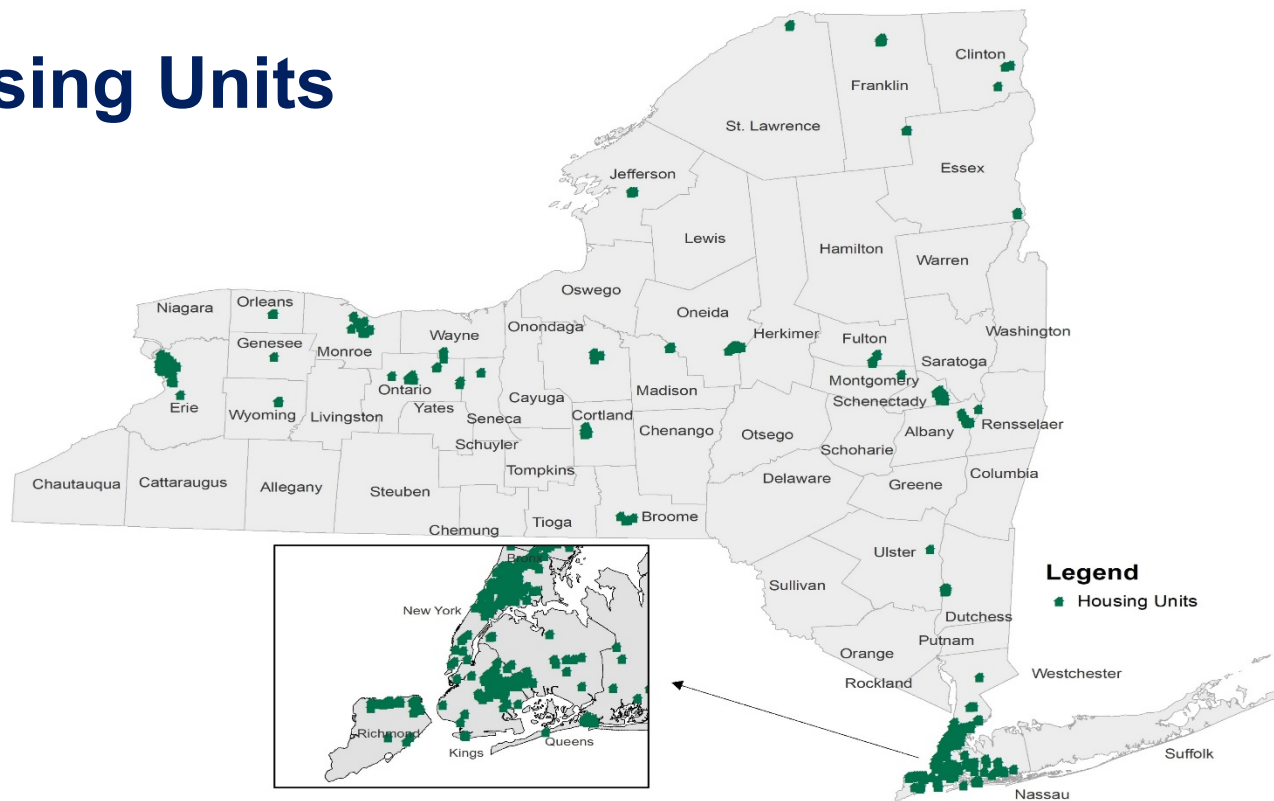 sing Units
Clinton
Franklin
St. Lawrence
Essex
Jefferson
Lewis
Hamilton
Warren
Oswego
Niagara
Orleans
Oneida
Washington
Onondaga
Wayne
Herkimer
Fulton
Genesee
Monroe
Saratoga
Montgomery
Madison
Ontario
Schenectady
Cayuga
Erie
Yates
Wyoming
Livingston
Cortland
Seneca
Rensselaer
Albany
Chenango
Otsego
Schuyler
Schoharie
Tompkins
Columbia
Delaware
Chautauqua
Cattaraugus
Allegany
Steuben
Greene
Broome
Tioga
Chemung
Ulster
Bronx
Legend
Sullivan
Housing Units
New York
Dutchess
Putnam
Orange
Westchester
Rockland
Richmond
Queens
Kings
Suffolk
Nassau